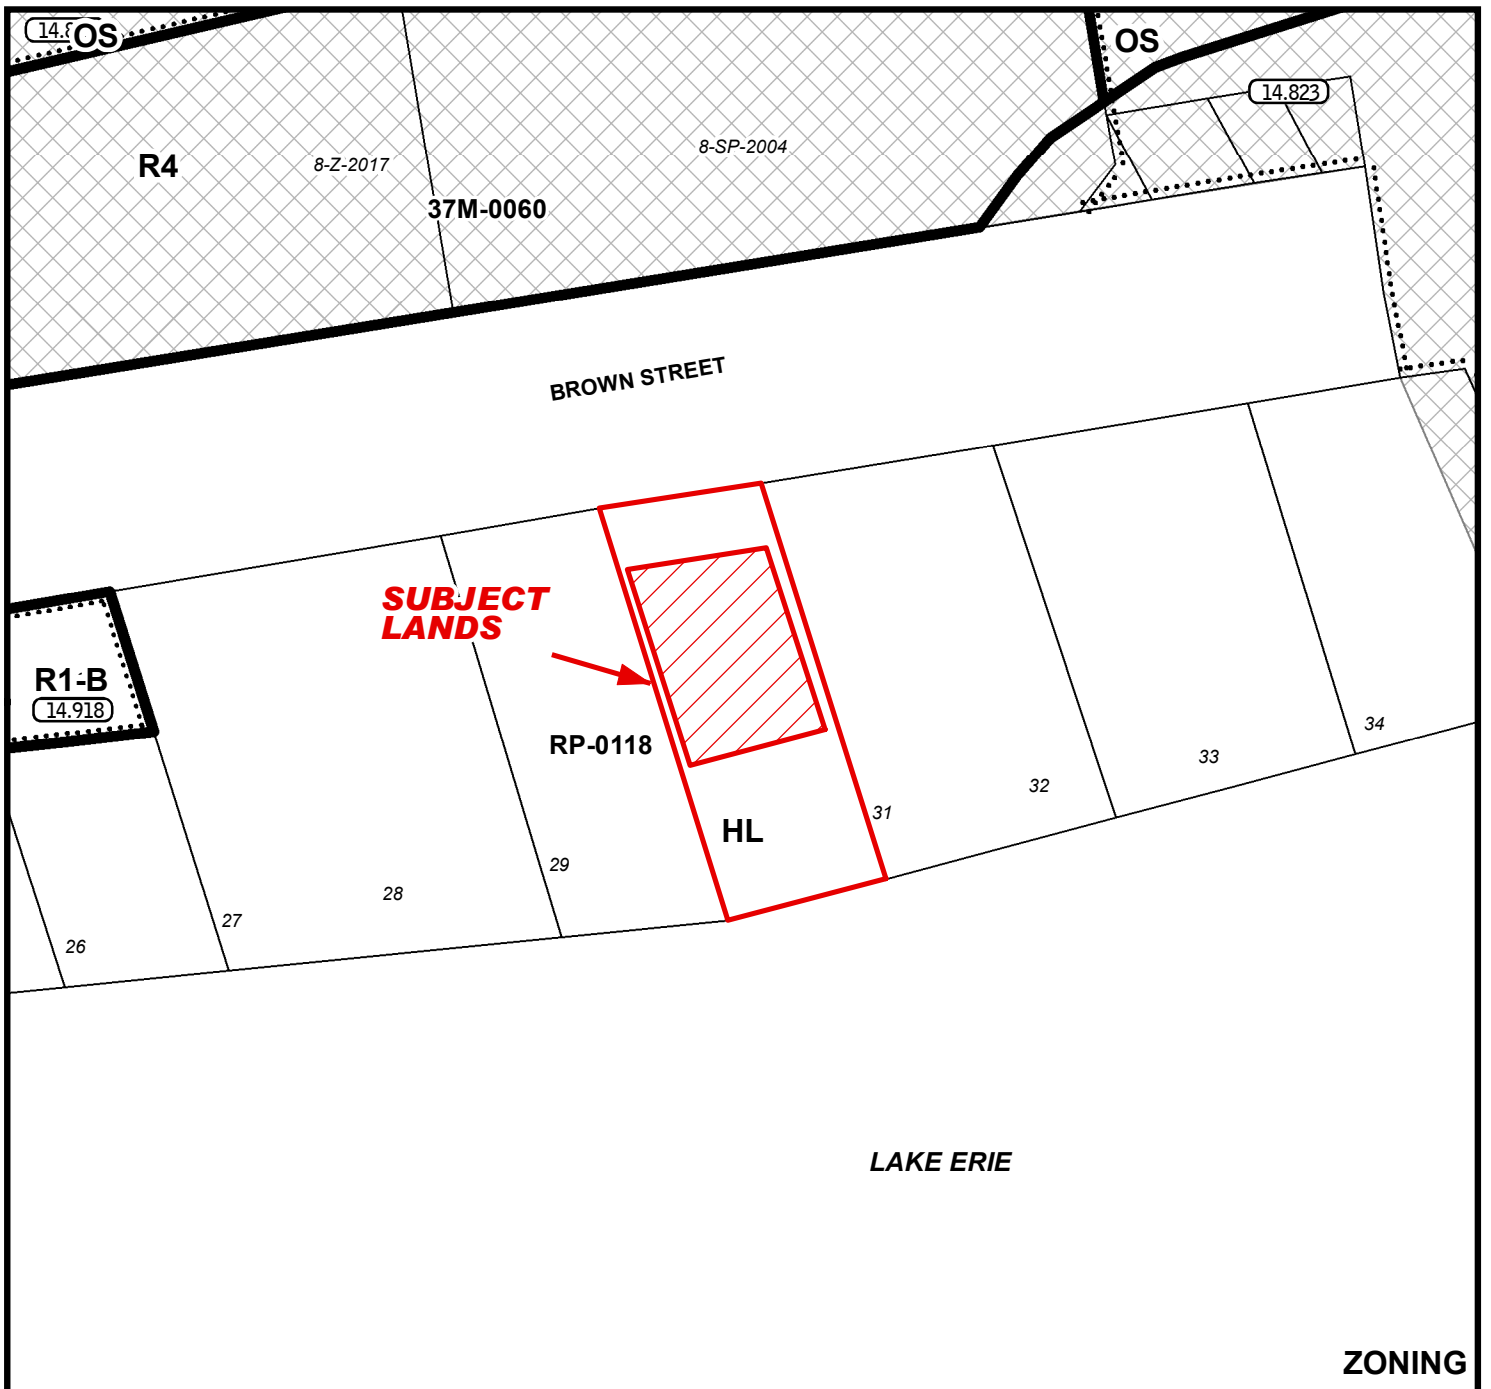 OS
OS
14.823
8-SP-2004
R4
8-Z-2017
37M-0060
BROWN STREET
SUBJECT
LANDS
R1-B
14.918
RP-0118
34
33
32
31
HL
29
28
27
26
LAKE ERIE
ZONING